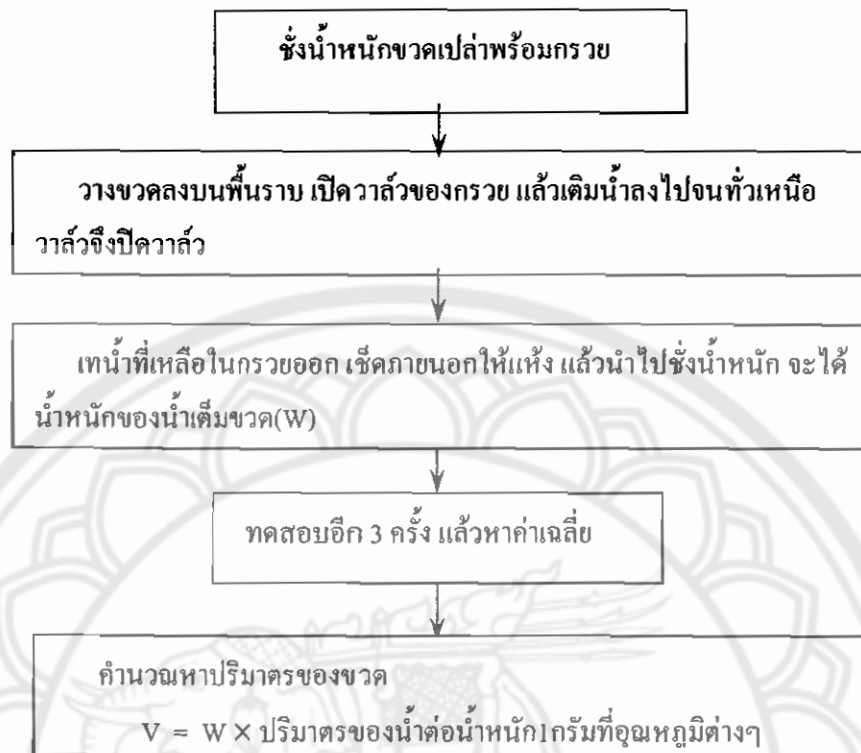 ชั่งน้ำหนักขวดเปล่าพร้อมกรวย
วางขวดลงบนพื้นราบ เปิดวาล์วของกรวย แล้วเติมน้ำลงไปจนทั่วเหนือ
วาล์วจึงปิดวาล์ว
เทน้ำที่เหลือในกรวยออก เช็คภายนอกให้แห้ง แล้วนำไปชั่งน้ำหนัก จะได้
น้ำหนักของน้ำเต็มขวด(W)
ทดสอบอีก 3 ครั้ง แล้วหาค่าเฉลี่ย
คำนวณหาปริมาตรของขวด
V = W × ปริมาตรของน้ำต่อน้ำหนัก1กรัมที่อุณหภูมิต่างๆ